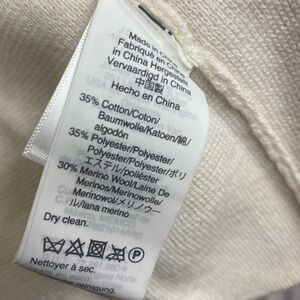 Made in China
Fabriqué en Chine
in China Hergestellt
Vervaardigd in China
中国製
Hecho en China
35% Cotton/Coton/
Baumwolle/Katoen/綿/
algodón
35% Polyester/Polyester/
Polyester/Polyester/ポリ
エステル/poliéster
30% Merino Wool/Laine De
Merinos/Merinowolle/
Merinowol/メリノウー
ル/lana merino
Dry clean.
Nettoyer à sec.
reinigung.